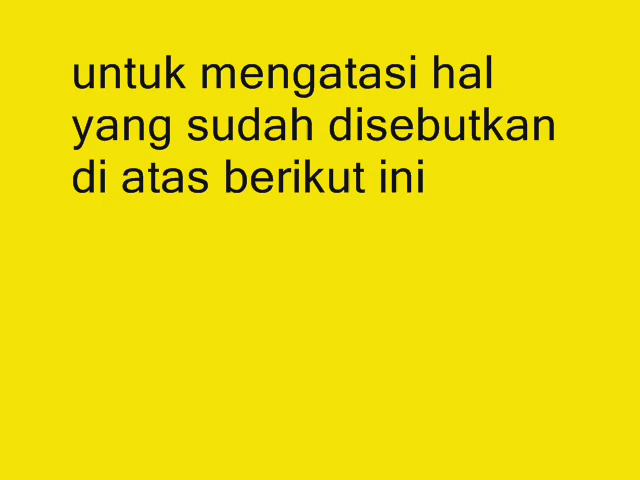 untuk mengatasi hal
yang sudah disebutkan
di atas berikut ini